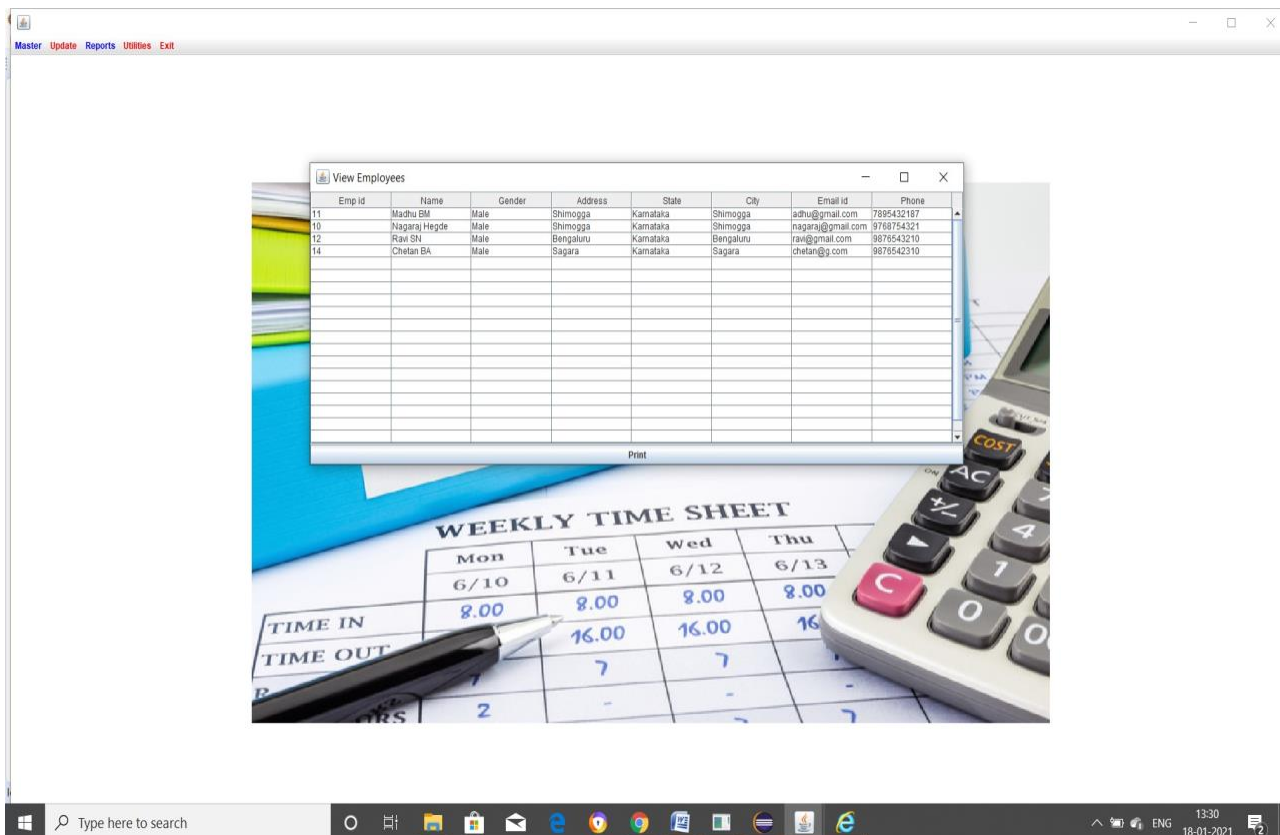 Master Update Reports Utilities Exit
View Employees
Emp id Name Gender Address State City Email id Phone
11 Madhu BM Male Shimogga Karnataka Shimogga adhu@gmail.com 7895432187
10 Nagaraj Hegde Male Shimogga Karnataka Shimogga nagaraj@gmail.com 9768754321
12 Ravi SN Male Bengaluru Karnataka Bengaluru ravi@gmail.com 9876543210
14 Chetan BA Male Sagara Karnataka Sagara chetan@g.com 9876542310
Print
WEEKLY TIME SHEET
Mon Tue Wed Thu
6/10 6/11 6/12 6/13
TIME IN 8.00 8.00 8.00 8.00
TIME OUT 16.00 16.00 16
7 7
2 - - -
COST
ON AC
+/-
4
C 1
0
Type here to search
ENG
13:30
18-01-2021
2